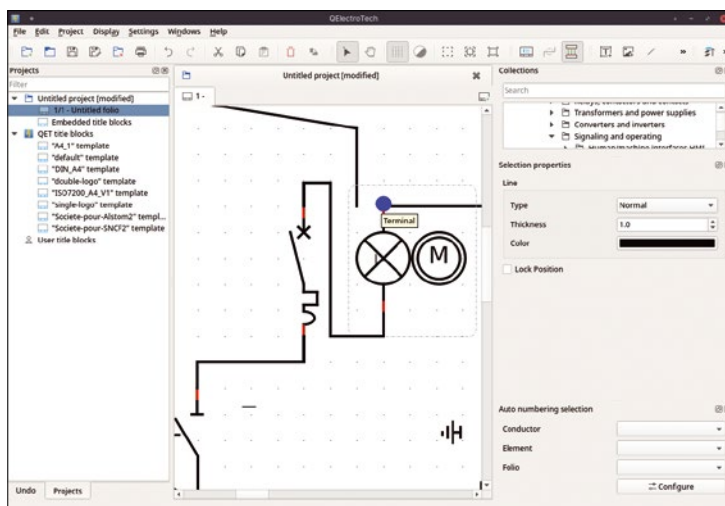 QElectroTech
File Edit Project Display Settings Windows Help
Projects
Filter
Untitled project [modified]
1/1 - Untitled folio
Embedded title blocks
QET title blocks
"A4_1" template
"default" template
"DIN_A4" template
"double-logo" template
"ISO7200_A4_V1" template
"single-logo" template
"Societe-pour-Alstom2" templ...
"Societe-pour-SNCF2" template
User title blocks
Undo Projects
Untitled project [modified]
1 -
Terminal
M
Collections
Search
Transformers and power supplies
Converters and inverters
Signaling and operating
Selection properties
Line
Type Normal
Thickness 1.0
Color
Lock Position
Auto numbering selection
Conductor
Element
Folio
Configure